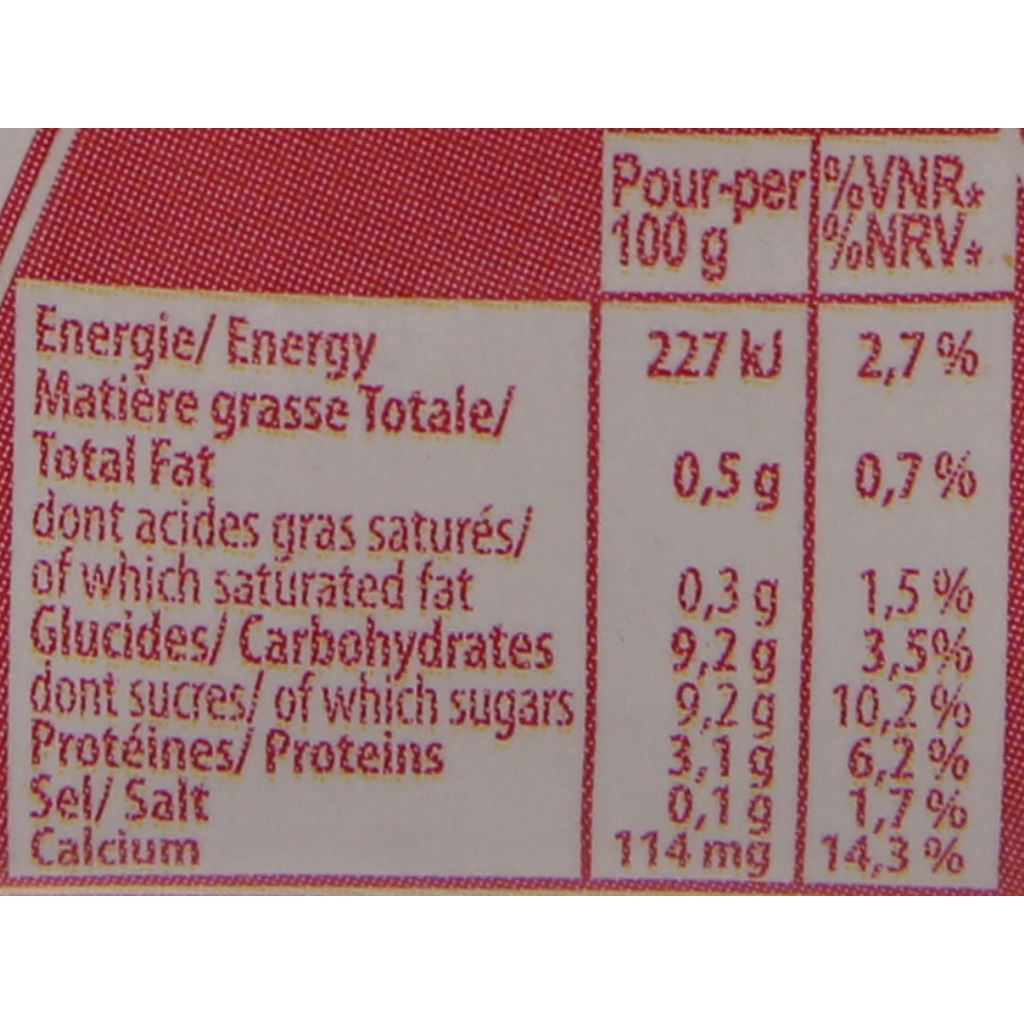 Pour-per %VNR*
100 g %NRV*
Energie/ Energy 227 kJ 2,7 %
Matière grasse Totale/
Total Fat 0,5 g 0,7 %
dont acides gras saturés/
of which saturated fat 0,3 g 1,5 %
Glucides/ Carbohydrates 9,2 g 3,5%
dont sucres/ of which sugars 9,2 g 10,2 %
Protéines/ Proteins 3,1 g 6,2 %
Sel/ Salt 0,1 g 1,7 %
Calcium 114 mg 14,3 %